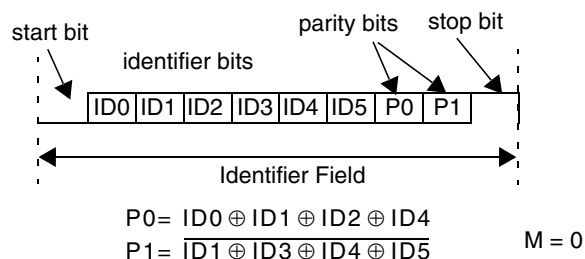 start bit
parity bits
stop bit
identifier bits
ID0 ID1 ID2 ID3 ID4 ID5 P0 P1
Identifier Field
P0= ID0 ⊕ ID1 ⊕ ID2 ⊕ ID4
P1= ID1 ⊕ ID3 ⊕ ID4 ⊕ ID5
M = 0